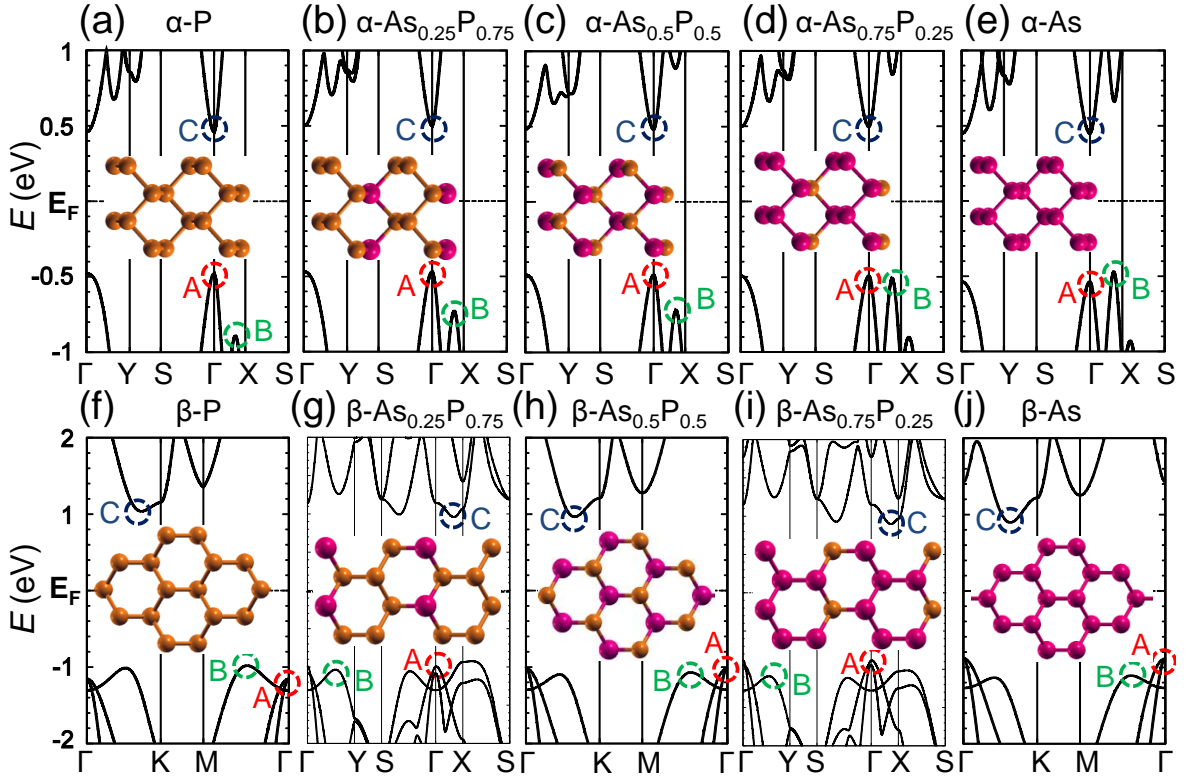 (a) α-P (b) α-As0.25P0.75 (c) α-As0.5P0.5 (d) α-As0.75P0.25 (e) α-As
1
0.5
EF
-0.5
-1
E (eV)
C C C C C
A A A A A
B B B B B
Γ Y S Γ X S Γ Y S Γ X S Γ Y S Γ X S Γ Y S Γ X S Γ Y S Γ X S
(f) β-P (g) β-As0.25P0.75 (h) β-As0.5P0.5 (i) β-As0.75P0.25 (j) β-As
2
1
EF
-1
-2
E (eV)
C C C C C
B A B A B A B A B A
Γ K M Γ Γ Y S Γ X S Γ K M Γ Γ Y S Γ X S Γ K M Γ